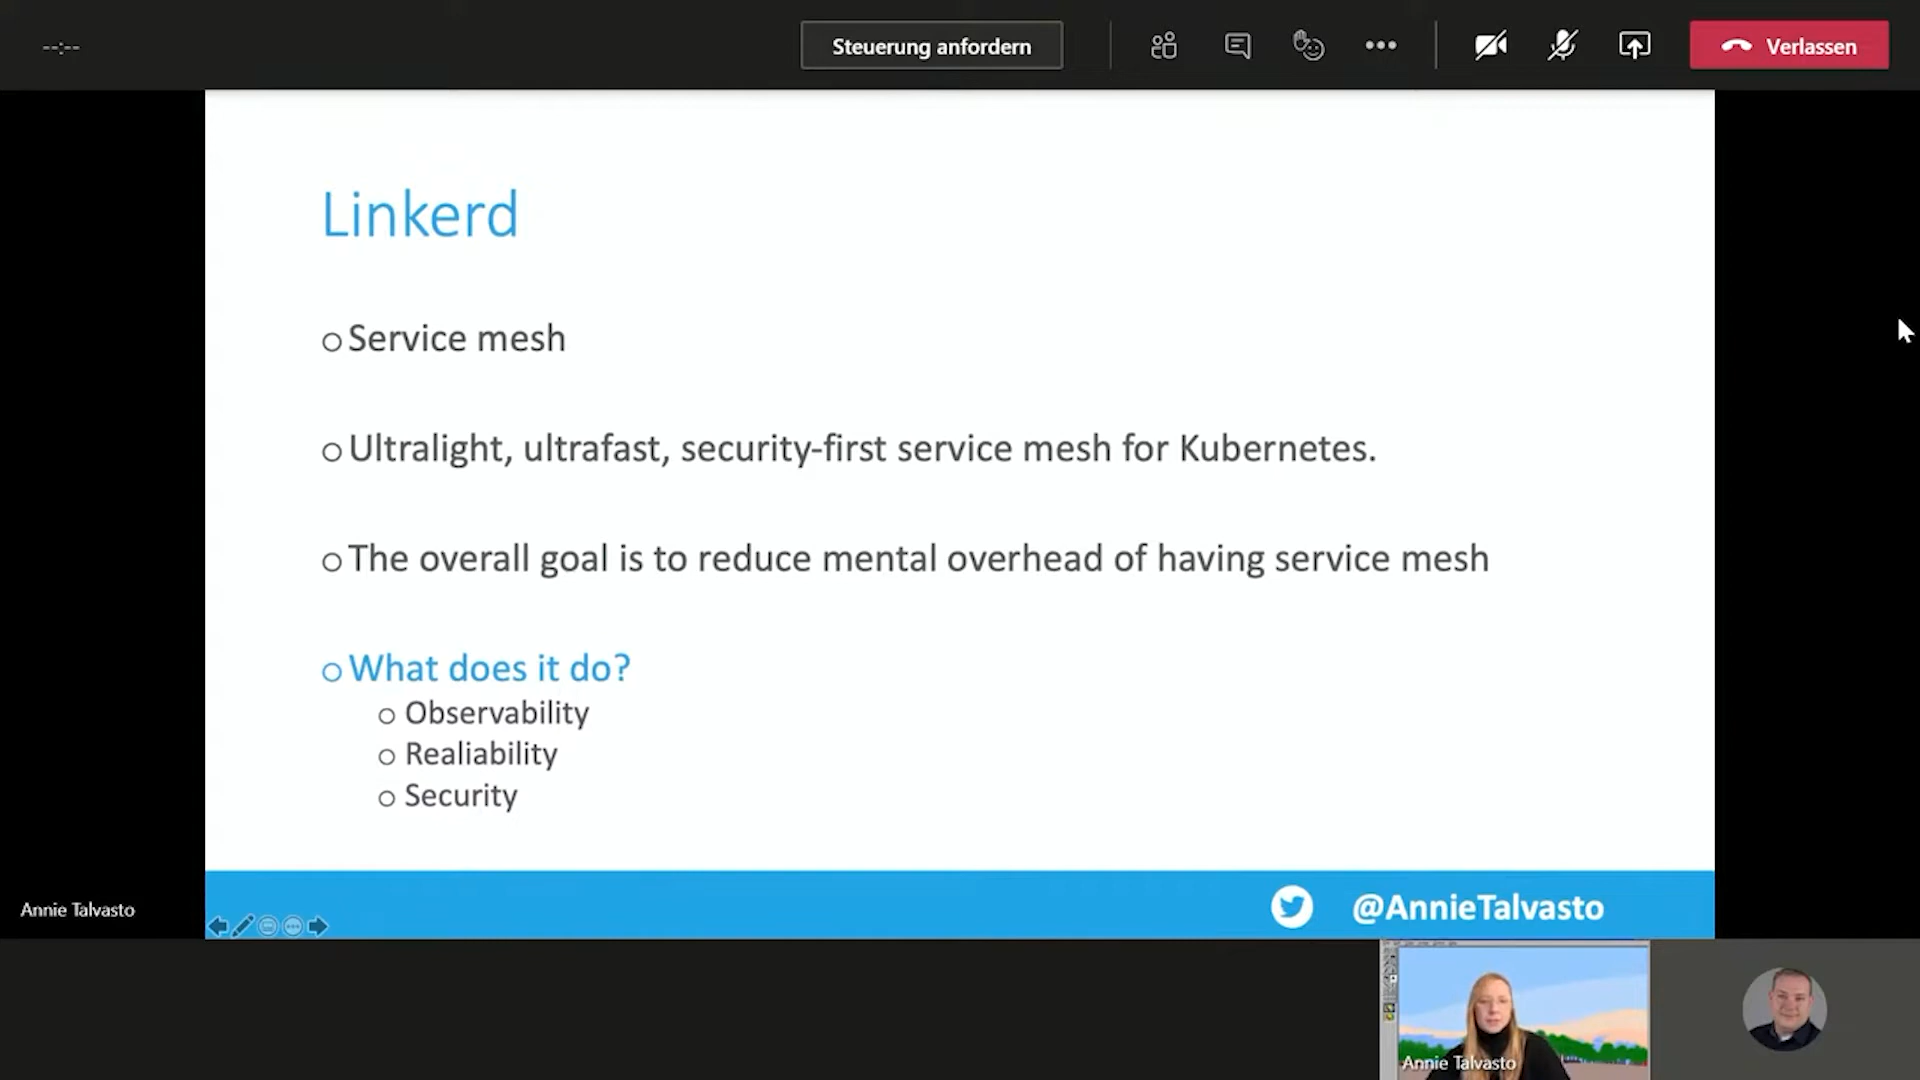 --:--
Steuerung anfordern
Verlassen
Linkerd
Service mesh
Ultralight, ultrafast, security-first service mesh for Kubernetes.
The overall goal is to reduce mental overhead of having service mesh
What does it do?
Observability
Realiability
Security
@AnnieTalvasto
Annie Talvasto
Annie Talvasto